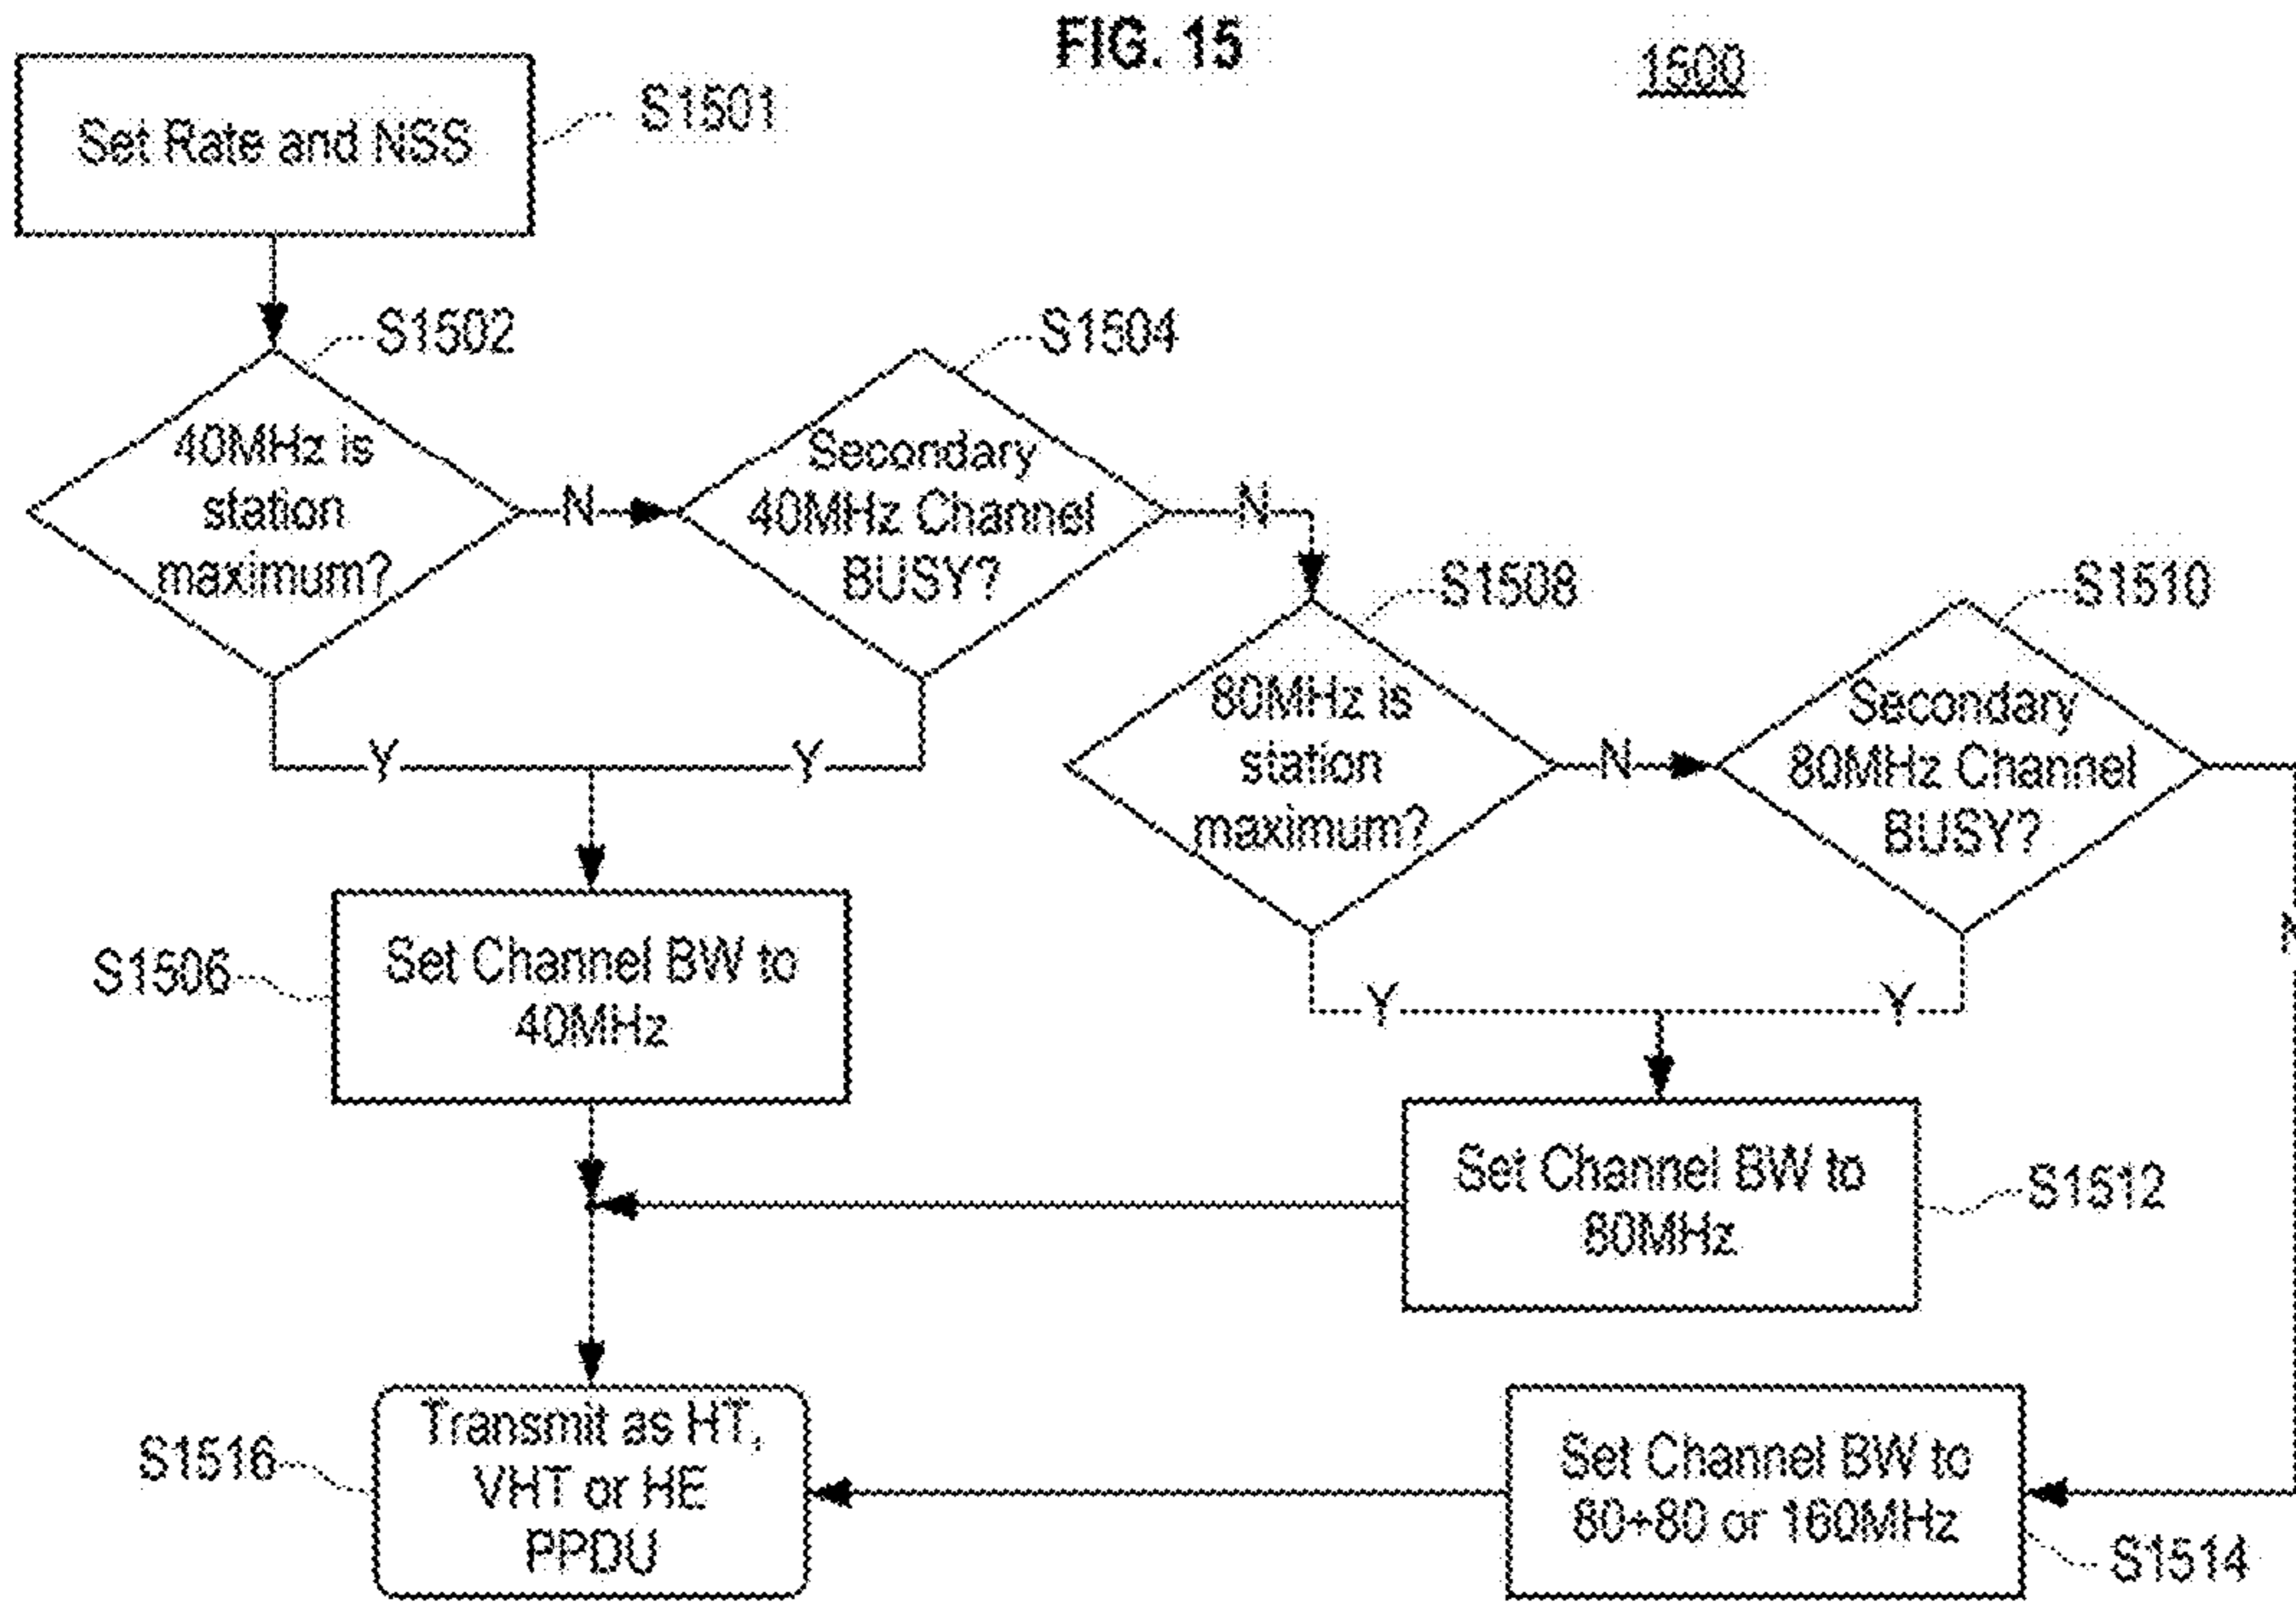 FIG. 15
1500
Set Rate and NSS
S1501
S1502
40MHz is
station
maximum?
N
Y
S1504
Secondary
40MHz Channel
BUSY?
N
Y
S1508
80MHz is
station
maximum?
N
Y
S1510
Secondary
80MHz Channel
BUSY?
N
Y
S1506
Set Channel BW to
40MHz
Set Channel BW to
80MHz
S1512
S1516
Transmit as HT,
VHT or HE
PPDU
Set Channel BW to
80+80 or 160MHz
S1514